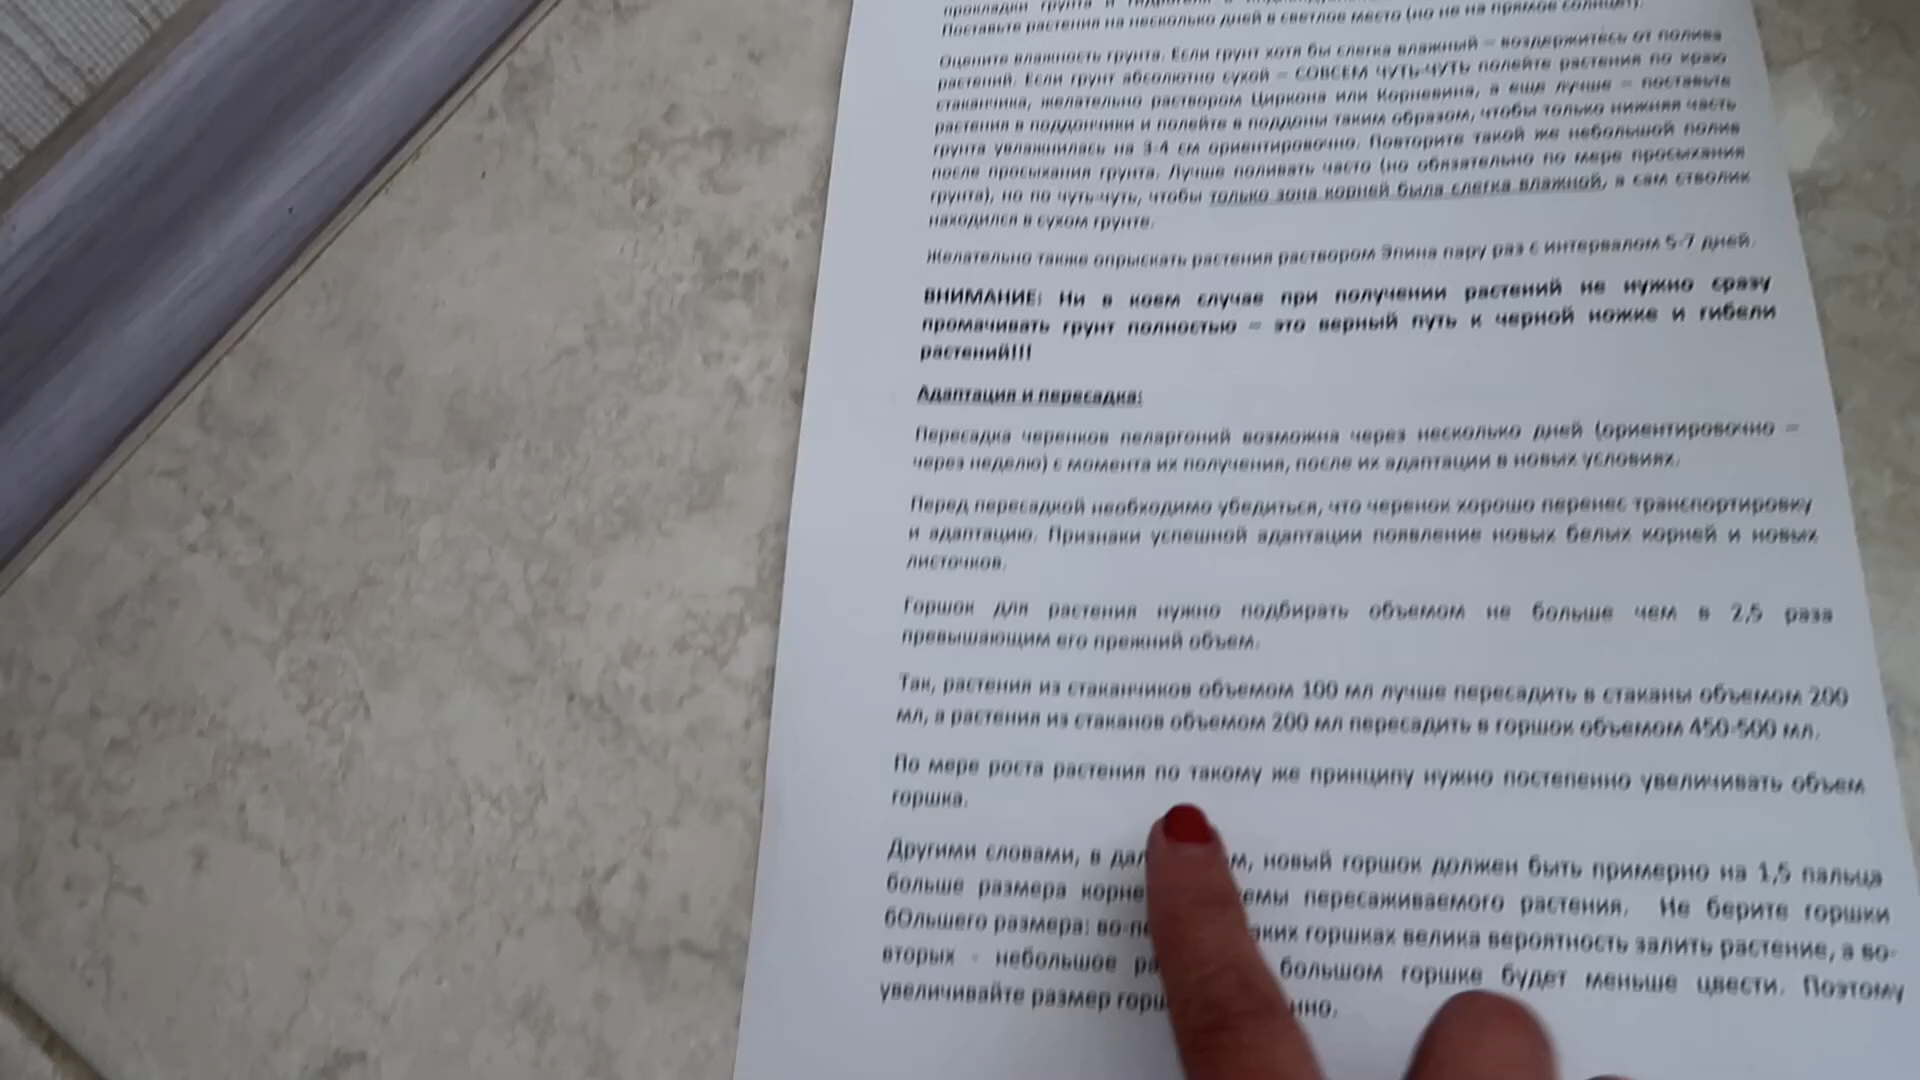 прокладки грунта и гидрогеля в
Поставьте растения на несколько дней в светлое место (но не на прямое солнце!).
Оцените влажность грунта. Если грунт хотя бы слегка влажный – воздержитесь от полива
растений. Если грунт абсолютно сухой – СОВСЕМ ЧУТЬ-ЧУТЬ полейте растения по краю
стаканчика, желательно раствором Циркона или Корневина, а еще лучше – поставьте
растения в поддончики и полейте в поддоны таким образом, чтобы только нижняя часть
грунта увлажнилась на 3-4 см ориентировочно. Повторите такой же небольшой полив
после просыхания грунта. Лучше поливать часто (но обязательно по мере просыхания
грунта), но по чуть-чуть, чтобы только зона корней была слегка влажной, а сам стволик
находился в сухом грунте.
Желательно также опрыскать растения раствором Эпина пару раз с интервалом 5-7 дней.
ВНИМАНИЕ: Ни в коем случае при получении растений не нужно сразу
промачивать грунт полностью – это верный путь к черной ножке и гибели
растений!!!
Адаптация и пересадка:
Пересадка черенков пеларгоний возможна через несколько дней (ориентировочно –
через неделю) с момента их получения, после их адаптации в новых условиях.
Перед пересадкой необходимо убедиться, что черенок хорошо перенес транспортировку
и адаптацию. Признаки успешной адаптации появление новых белых корней и новых
листочков.
Горшок для растения нужно подбирать объемом не больше чем в 2,5 раза
превышающим его прежний объем.
Так, растения из стаканчиков объемом 100 мл лучше пересадить в стаканы объемом 200
мл, а растения из стаканов объемом 200 мл пересадить в горшок объемом 450-500 мл.
По мере роста растения по такому же принципу нужно постепенно увеличивать объем
горшка.
Другими словами, в новый горшок должен быть примерно на 1,5 пальца
больше размера пересаживаемого растения. Не берите горшки
бОльшего размера: горшках велика вероятность залить растение, а во-
вторых - небольшое большом горшке будет меньше цвести. Поэтому
увеличивайте размер